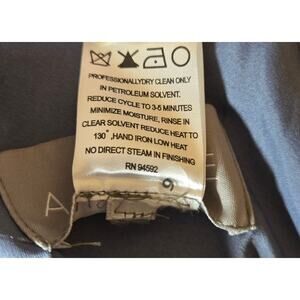 PROFESSIONALLYDRY CLEAN ONLY
IN PETROLEUM SOLVENT.
REDUCE CYCLE TO 3-5 MINUTES
MINIMIZE MOISTURE, RINSE IN
CLEAR SOLVENT REDUCE HEAT TO
130°,HAND IRON LOW HEAT
NO DIRECT STEAM IN FINISHING
RN 94592
6